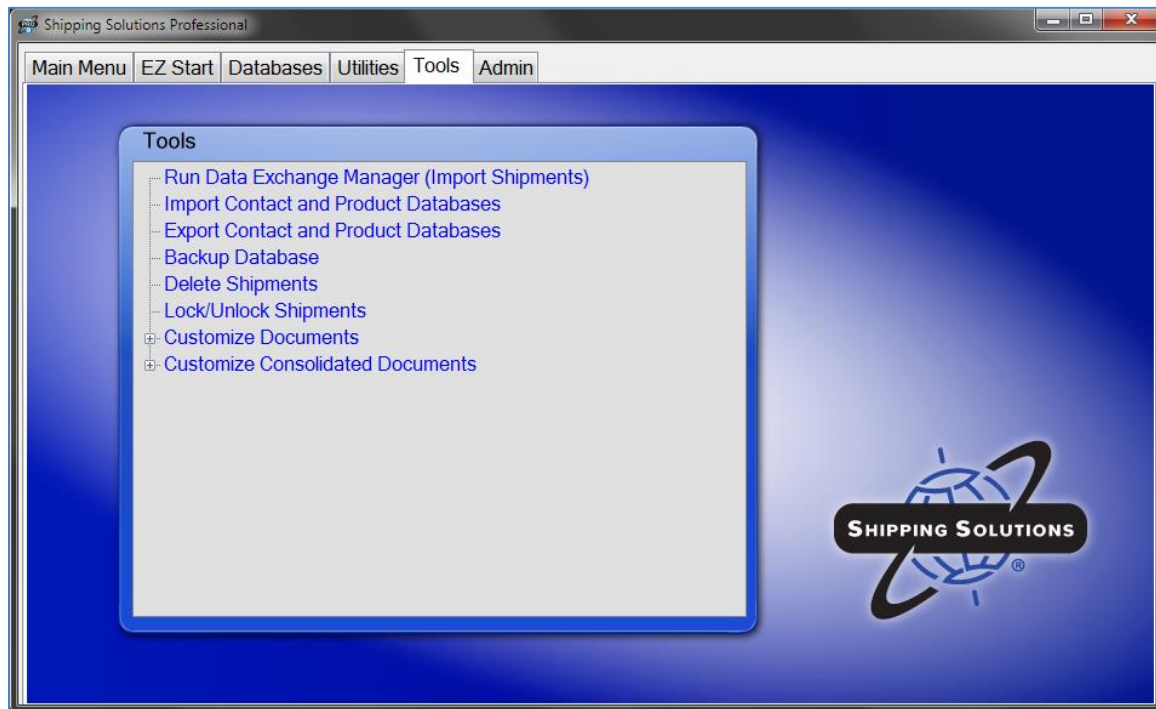 Shipping Solutions Professional
Main Menu EZ Start Databases Utilities Tools Admin
Tools
Run Data Exchange Manager (Import Shipments)
Import Contact and Product Databases
Export Contact and Product Databases
Backup Database
Delete Shipments
Lock/Unlock Shipments
Customize Documents
Customize Consolidated Documents
SHIPPING SOLUTIONS
®